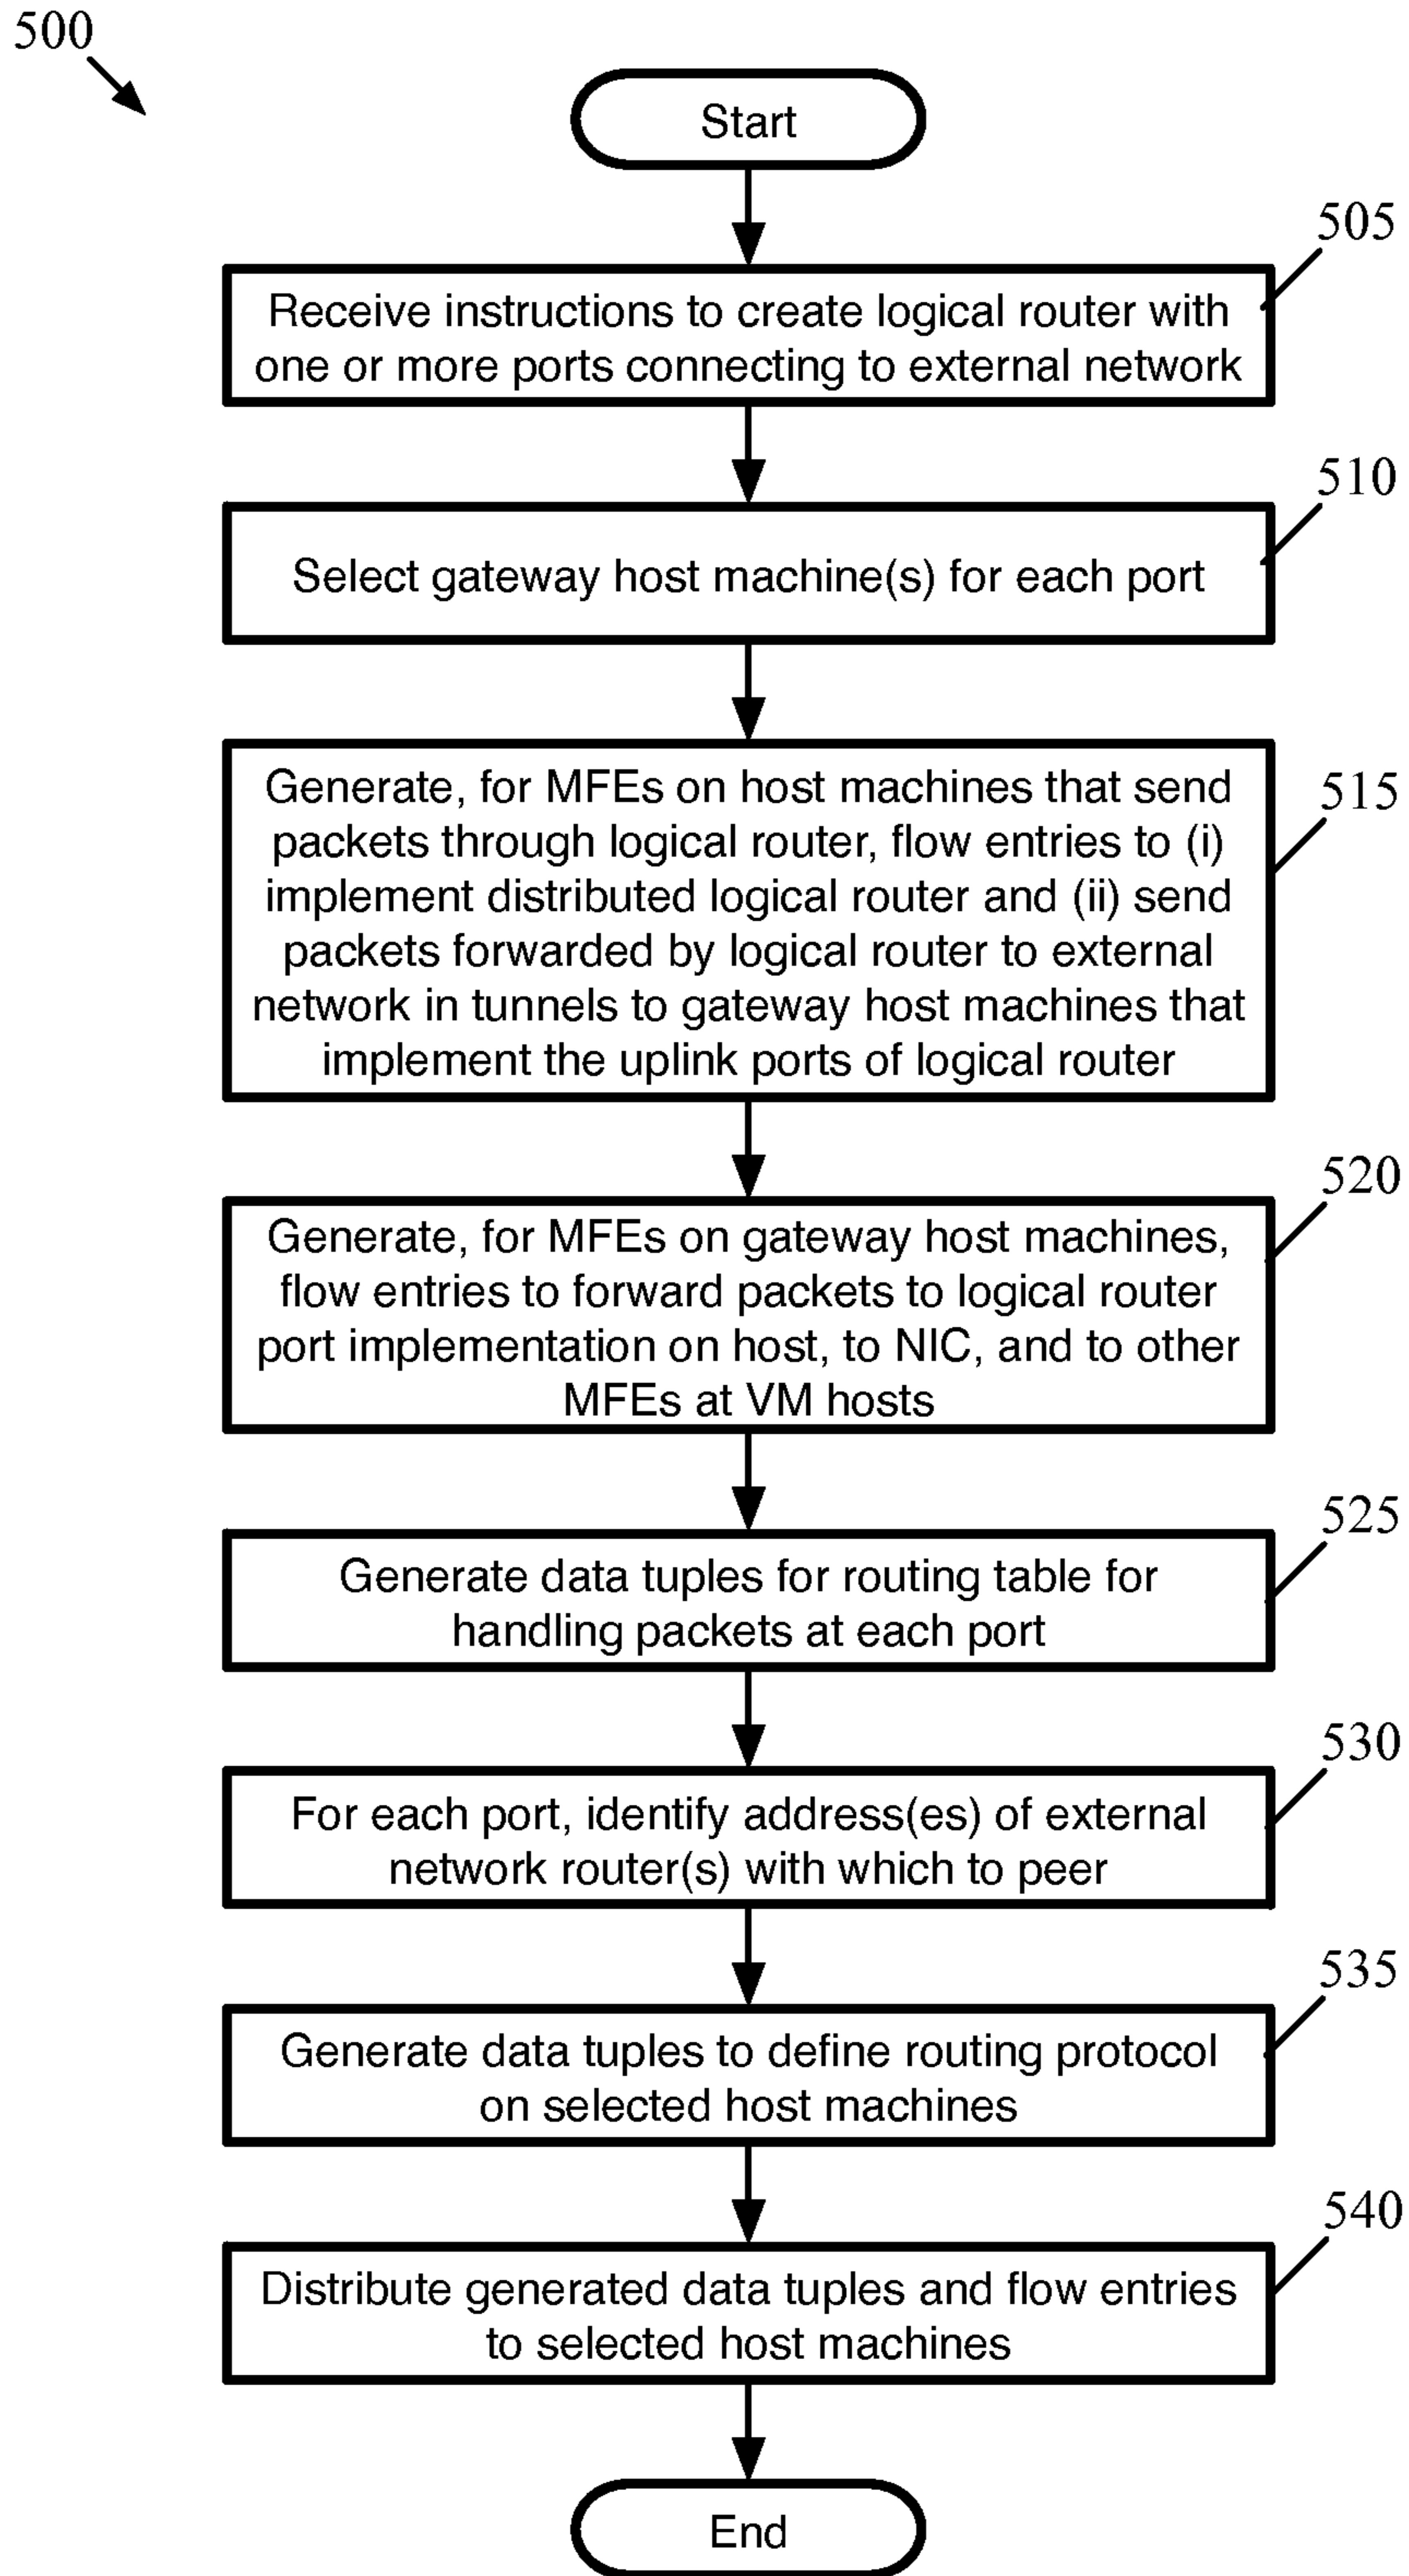 500
Start
505
Receive instructions to create logical router with
one or more ports connecting to external network
510
Select gateway host machine(s) for each port
515
Generate, for MFEs on host machines that send
packets through logical router, flow entries to (i)
implement distributed logical router and (ii) send
packets forwarded by logical router to external
network in tunnels to gateway host machines that
implement the uplink ports of logical router
520
Generate, for MFEs on gateway host machines,
flow entries to forward packets to logical router
port implementation on host, to NIC, and to other
MFEs at VM hosts
525
Generate data tuples for routing table for
handling packets at each port
530
For each port, identify address(es) of external
network router(s) with which to peer
535
Generate data tuples to define routing protocol
on selected host machines
540
Distribute generated data tuples and flow entries
to selected host machines
End